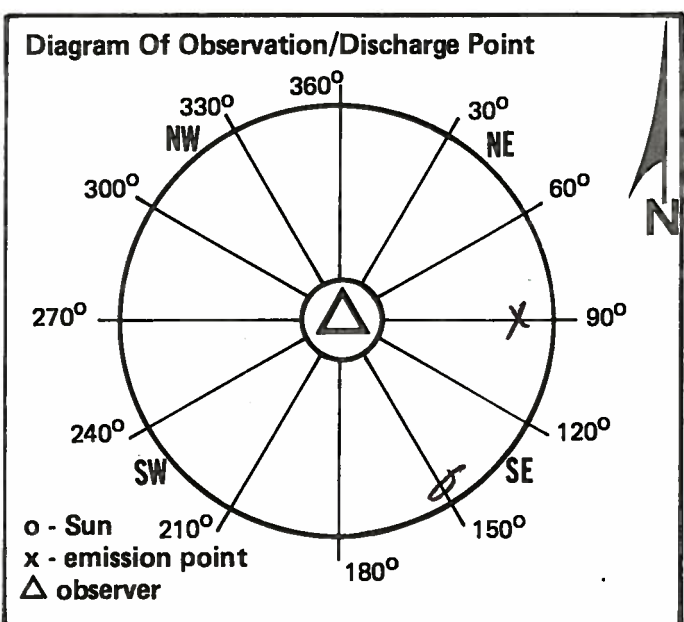 Diagram Of Observation/Discharge Point
360°
330°
30°
NW
NE
300°
60°
N
270°
X
90°
240°
120°
SW
SE
o
o - Sun
210°
150°
x - emission point
180°
△ observer